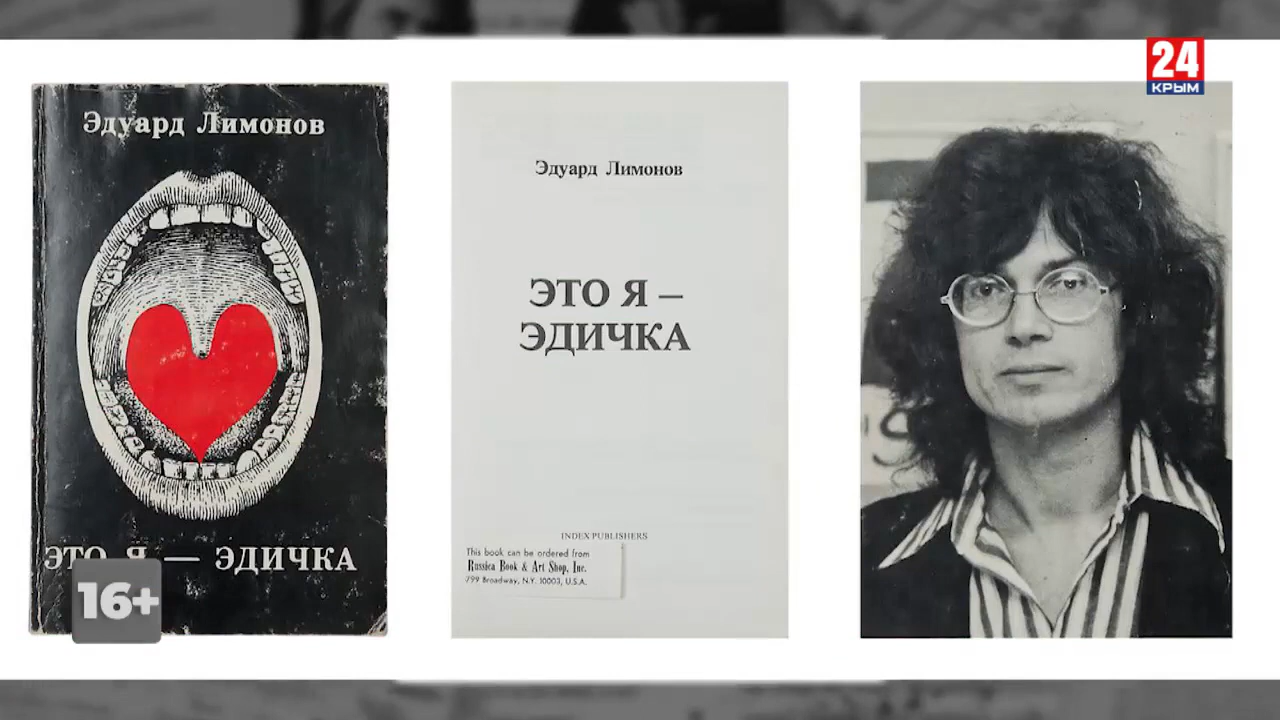 24
КРЫМ
Эдуард Лимонов
ЭТО Я — ЭДИЧКА
16+
Эдуард Лимонов
ЭТО Я –
ЭДИЧКА
INDEX PUBLISHERS
This book can be ordered from
Russica Book & Art Shop, Inc.
799 Broadway, N.Y. 10003, U.S.A.